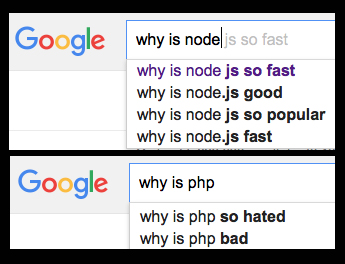 Google why is node js so fast
why is node js so fast
why is node.js good
why is node js so popular
why is node.js fast
Google why is php
why is php so hated
why is php bad